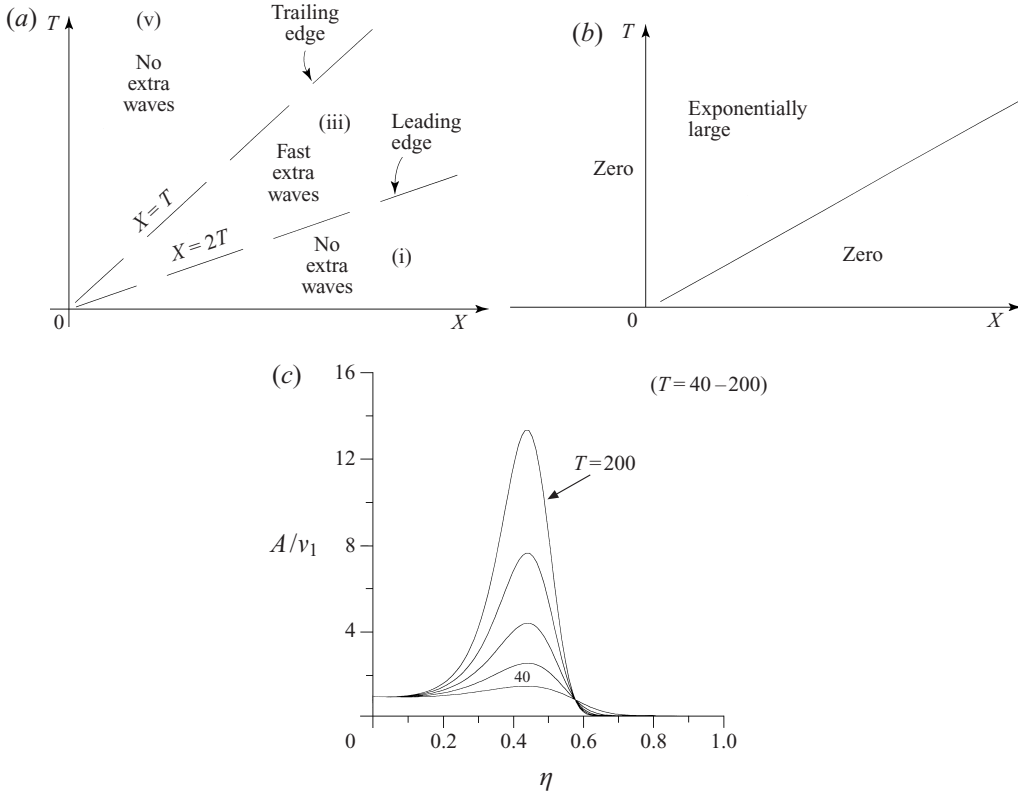 (a)
T
(v)
No
extra
waves
Trailing
edge
(iii)
Fast
extra
waves
Leading
edge
X = T
X = 2T
No
extra
waves
(i)
0
X
(b)
T
Exponentially
large
Zero
Zero
0
X
(c)
16
(T = 40 – 200)
12
T = 200
A/v1
8
4
40
0
0.2
0.4
0.6
0.8
1.0
η